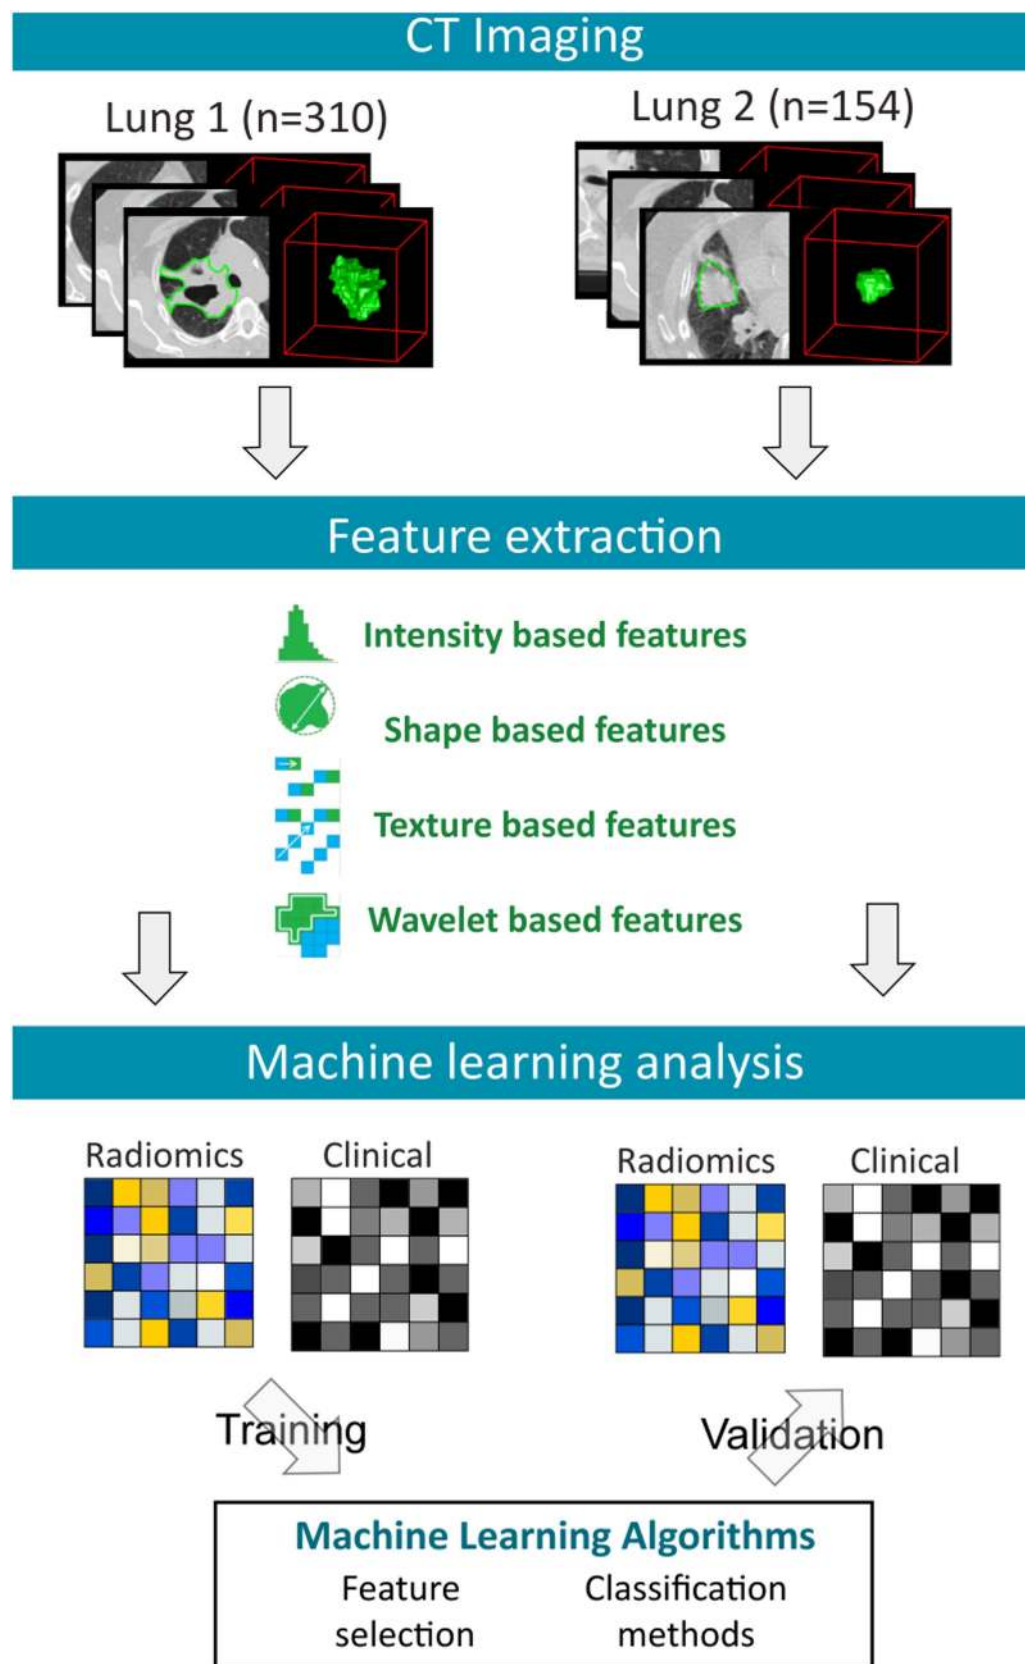 CT Imaging
Lung 1 (n=310)
Lung 2 (n=154)
Feature extraction
Intensity based features
Shape based features
Texture based features
Wavelet based features
Machine learning analysis
Radiomics
Clinical
Radiomics
Clinical
Training
Validation
Machine Learning Algorithms
Feature
selection
Classification
methods